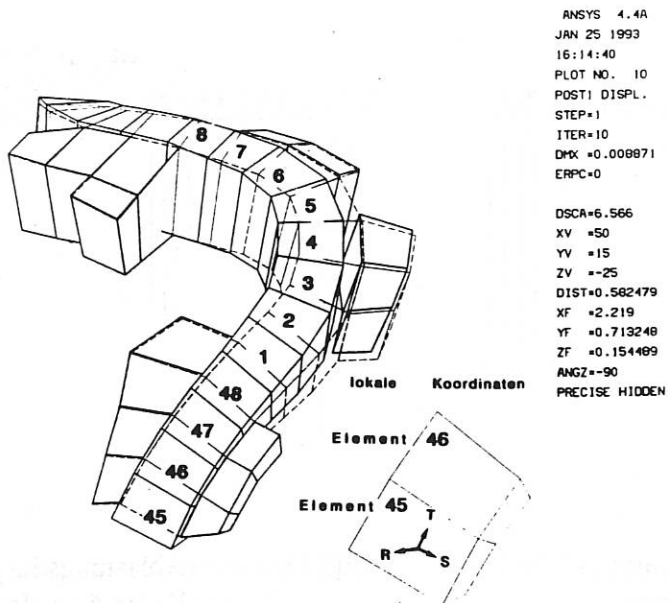 ANSYS 4.4A
JAN 25 1993
16:14:40
PLOT NO. 10
POST1 DISPL.
STEP=1
ITER=10
DMX =0.008871
ERPC=0
DSCA=6.566
XV =50
YV =15
ZV =-25
DIST=0.582479
XF =2.219
YF =0.713248
ZF =0.154489
ANGZ=-90
PRECISE HIDDEN
8
7
6
5
4
3
2
1
48
47
46
45
lokale Koordinaten
Element 46
Element 45
T
R
S